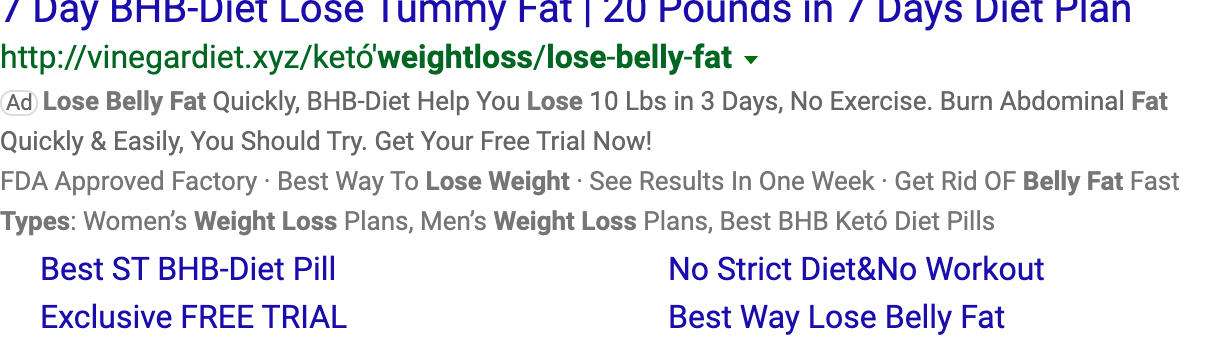 7 Day BHB-Diet Lose Tummy Fat | 20 Pounds in 7 Days Diet Plan
http://vinegardiet.xyz/ketó'weightloss/lose-belly-fat
Ad Lose Belly Fat Quickly, BHB-Diet Help You Lose 10 Lbs in 3 Days, No Exercise. Burn Abdominal Fat
Quickly & Easily, You Should Try. Get Your Free Trial Now!
FDA Approved Factory · Best Way To Lose Weight · See Results In One Week · Get Rid OF Belly Fat Fast
Types: Women’s Weight Loss Plans, Men’s Weight Loss Plans, Best BHB Ketó Diet Pills
Best ST BHB-Diet Pill
No Strict Diet&No Workout
Exclusive FREE TRIAL
Best Way Lose Belly Fat